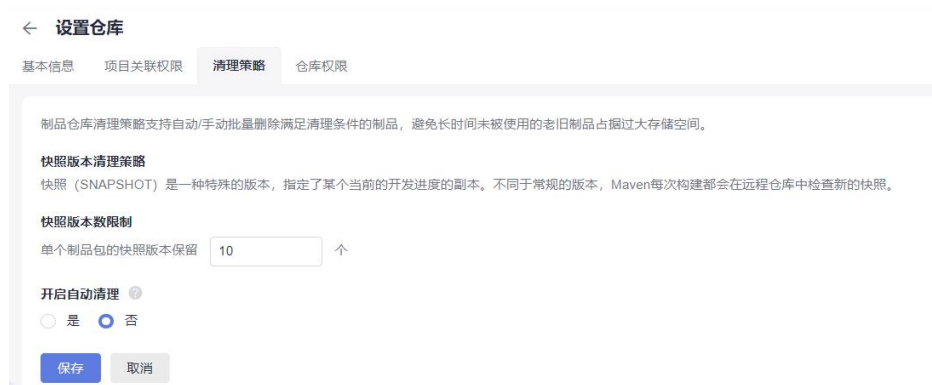 ← 设置仓库
基本信息 项目关联权限 清理策略 仓库权限
制品仓库清理策略支持自动/手动批量删除满足清理条件的制品，避免长时间未被使用的老旧制品占据过大存储空间。
快照版本清理策略
快照（SNAPSHOT）是一种特殊的版本，指定了某个当前的开发进度的副本。不同于常规的版本，Maven每次构建都会在远程仓库中检查新的快照。
快照版本数限制
单个制品包的快照版本保留 10 个
开启自动清理 ?
是 否
保存 取消